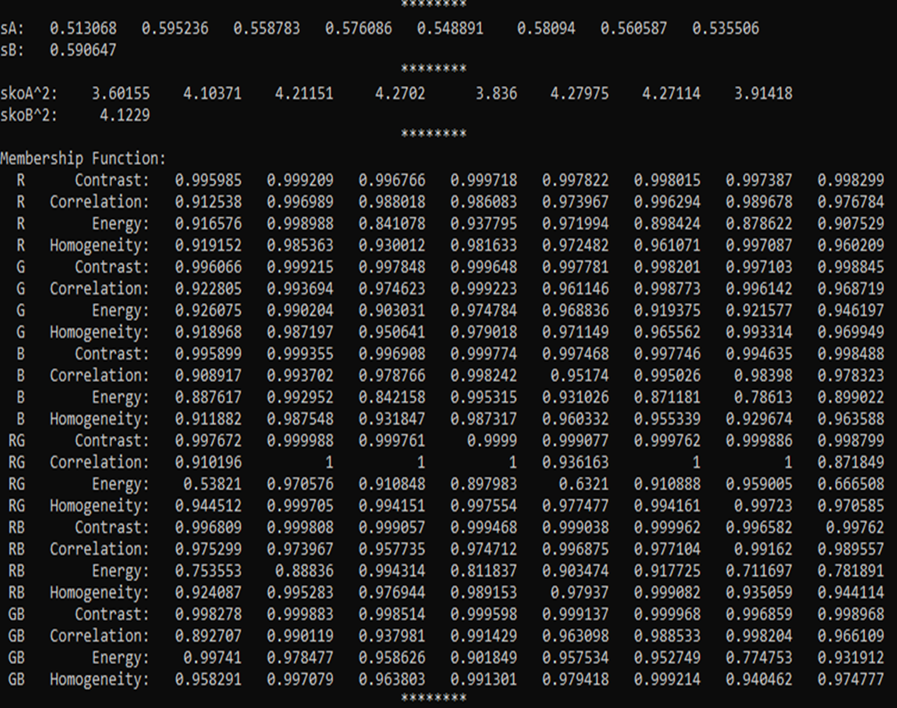 ********
sA: 0.513068 0.595236 0.558783 0.576086 0.548891 0.58094 0.560587 0.535506
sB: 0.590647
********
skoA^2: 3.60155 4.10371 4.21151 4.2702 3.836 4.27975 4.27114 3.91418
skoB^2: 4.1229
********
Membership Function:
R Contrast: 0.995985 0.999209 0.996766 0.999718 0.997822 0.998015 0.997387 0.998299
R Correlation: 0.912538 0.996989 0.988018 0.986083 0.973967 0.996294 0.989678 0.976784
R Energy: 0.916576 0.998988 0.841078 0.937795 0.971994 0.898424 0.878622 0.907529
R Homogeneity: 0.919152 0.985363 0.930012 0.981633 0.972482 0.961071 0.997087 0.960209
G Contrast: 0.996066 0.999215 0.997848 0.999648 0.997781 0.998201 0.997103 0.998845
G Correlation: 0.922805 0.993694 0.974623 0.999223 0.961146 0.998773 0.996142 0.968719
G Energy: 0.926075 0.990204 0.903031 0.974784 0.968836 0.919375 0.921577 0.946197
G Homogeneity: 0.918968 0.987197 0.950641 0.979018 0.971149 0.965562 0.993314 0.969949
B Contrast: 0.995899 0.999355 0.996908 0.999774 0.997468 0.997746 0.994635 0.998488
B Correlation: 0.908917 0.993702 0.978766 0.998242 0.95174 0.995026 0.98398 0.978323
B Energy: 0.887617 0.992952 0.842158 0.995315 0.931026 0.871181 0.78613 0.899022
B Homogeneity: 0.911882 0.987548 0.931847 0.987317 0.960332 0.955339 0.929674 0.963588
RG Contrast: 0.997672 0.999988 0.999761 0.9999 0.999077 0.999762 0.999886 0.998799
RG Correlation: 0.910196 1 1 1 0.936163 1 1 0.871849
RG Energy: 0.53821 0.970576 0.910848 0.897983 0.6321 0.910888 0.959005 0.666508
RG Homogeneity: 0.944512 0.999705 0.994151 0.997554 0.977477 0.994161 0.99723 0.970585
RB Contrast: 0.996809 0.999808 0.999057 0.999468 0.999038 0.999962 0.996582 0.99762
RB Correlation: 0.975299 0.973967 0.957735 0.974712 0.996875 0.977104 0.99162 0.989557
RB Energy: 0.753553 0.88836 0.994314 0.811837 0.903474 0.917725 0.711697 0.781891
RB Homogeneity: 0.924087 0.995283 0.976944 0.989153 0.97937 0.999082 0.935059 0.944114
GB Contrast: 0.998278 0.999883 0.998514 0.999598 0.999137 0.999968 0.996859 0.998968
GB Correlation: 0.892707 0.990119 0.937981 0.991429 0.963098 0.988533 0.998204 0.966109
GB Energy: 0.99741 0.978477 0.958626 0.901849 0.957534 0.952749 0.774753 0.931912
GB Homogeneity: 0.958291 0.997079 0.963803 0.991301 0.979418 0.999214 0.940462 0.974777
********